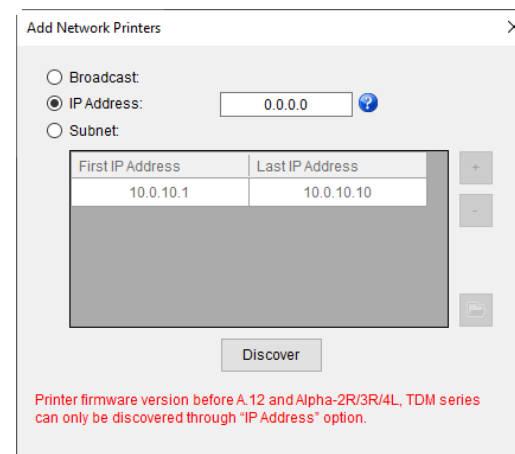 Add Network Printers
Broadcast:
IP Address: 0.0.0.0 ?
Subnet:
First IP Address Last IP Address +
10.0.10.1 10.0.10.10
-
Discover
Printer firmware version before A.12 and Alpha-2R/3R/4L, TDM series
can only be discovered through “IP Address” option.